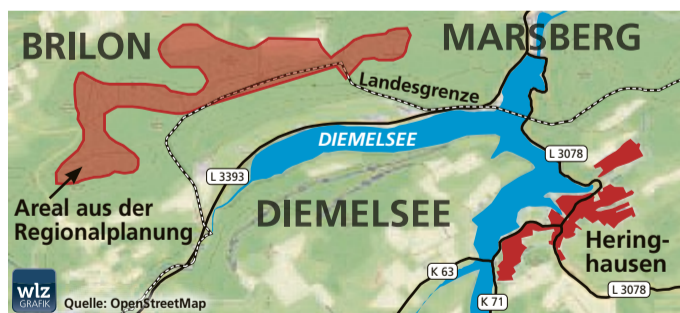 BRILON
MARSBERG
Landesgrenze
DIEMELSEE
L 3393
L 3078
Areal aus der
Regionalplanung
DIEMELSEE
Hering-
hausen
K 63
K 71
L 3078
wlz
GRAFIK
Quelle: OpenStreetMap